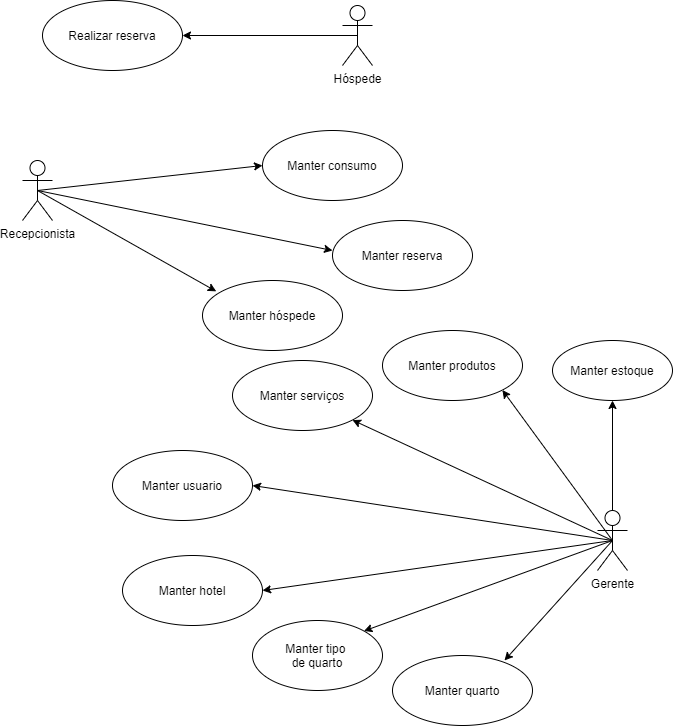 Realizar reserva
Hóspede
Manter consumo
Recepcionista
Manter reserva
Manter hóspede
Manter produtos
Manter estoque
Manter serviços
Manter usuario
Gerente
Manter hotel
Manter tipo
de quarto
Manter quarto